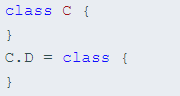 class C {
}
C.D = class {
}